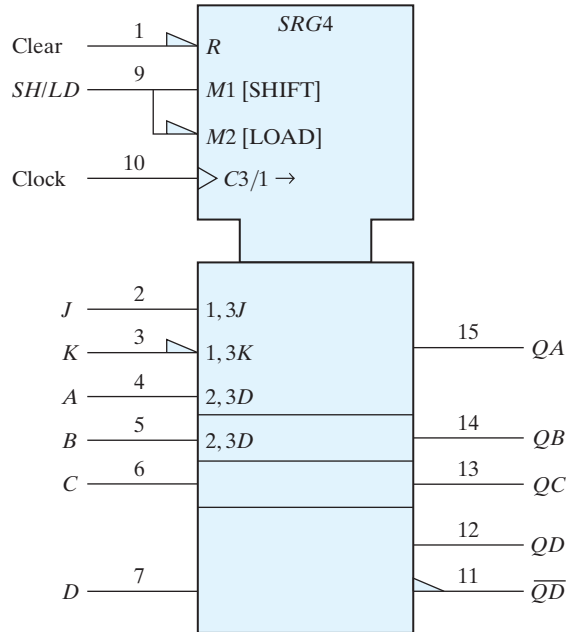 SRG4
Clear 1 R
SH/LD 9 M1 [SHIFT]
M2 [LOAD]
Clock 10 C3/1 →
J 2 1, 3J
K 3 1, 3K
15 QA
A 4 2, 3D
B 5 2, 3D
14 QB
C 6
13 QC
12 QD
D 7
11 \overline{QD}